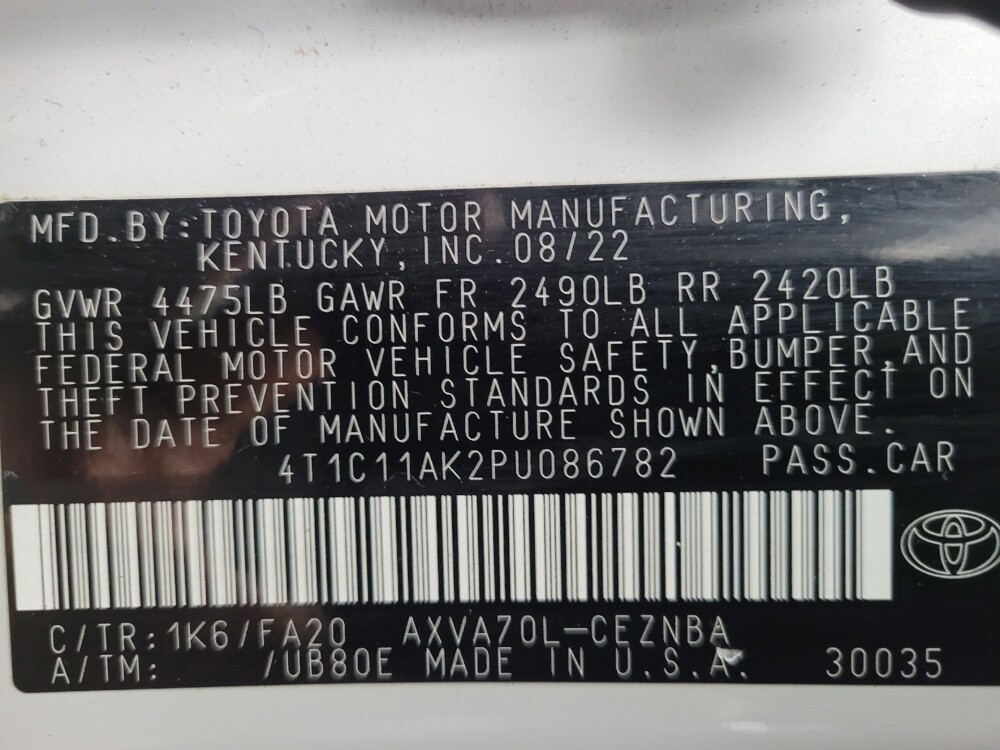 MFD.BY:TOYOTA MOTOR MANUFACTURING,
KENTUCKY, INC.08/22
GVWR 4475LB GAWR FR 2490LB RR 2420LB
THIS VEHICLE CONFORMS TO ALL APPLICABLE
FEDERAL MOTOR VEHICLE SAFETY,BUMPER,AND
THEFT PREVENTION STANDARDS IN EFFECT ON
THE DATE OF MANUFACTURE SHOWN ABOVE.
4T1C11AK2PU086782 PASS.CAR
C/TR:1K6/FA20 AXVA70L-CEZNBA
A/TM: /UB80E MADE IN U.S.A. 30035